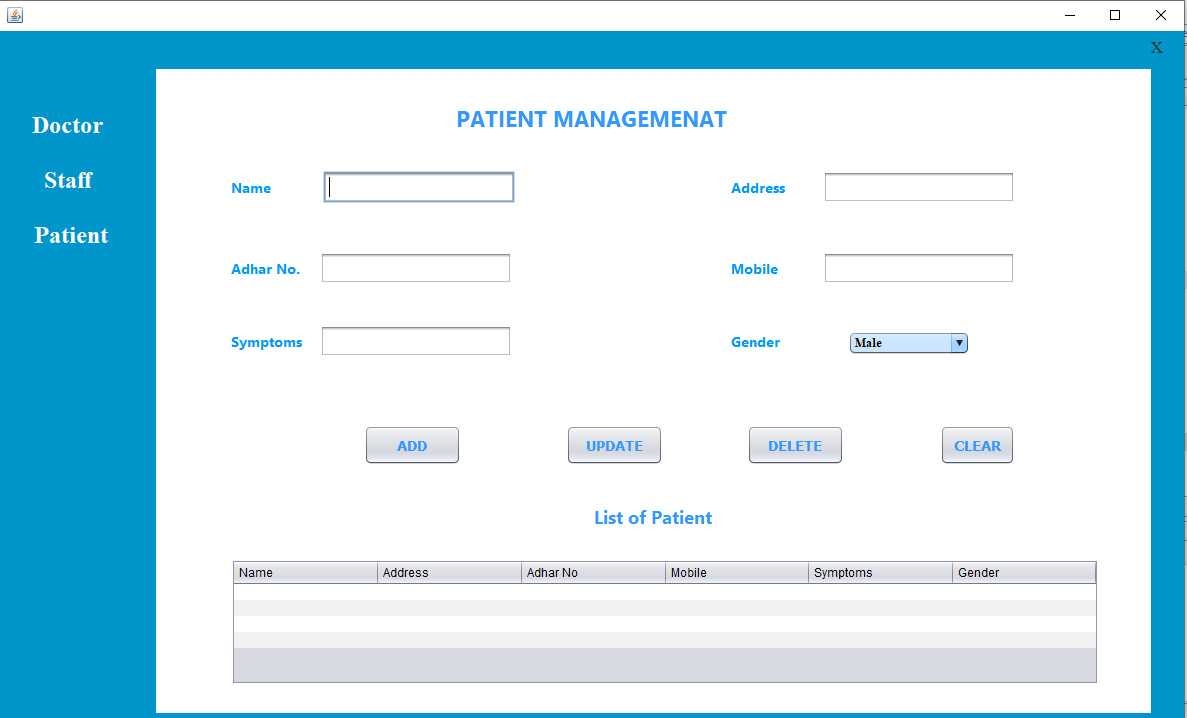 X
Doctor
Staff
Patient
PATIENT MANAGEMENAT
Name
Address
Adhar No.
Mobile
Symptoms
Gender
Male
ADD UPDATE DELETE CLEAR
List of Patient
Name Address Adhar No Mobile Symptoms Gender